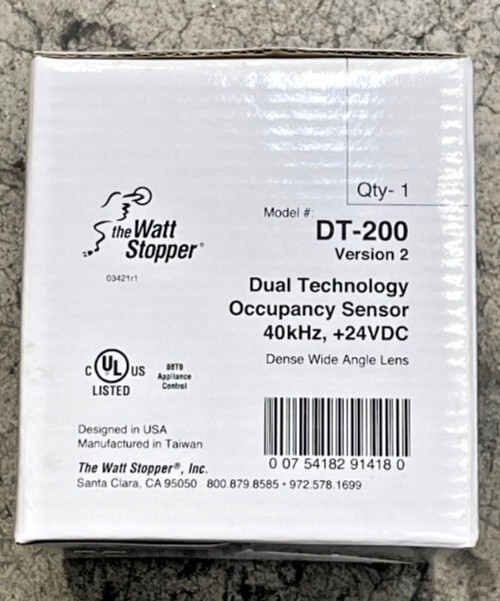 Qty- 1
Model #:
DT-200
Version 2
the Watt
Stopper®
03421r1
Dual Technology
Occupancy Sensor
40kHz, +24VDC
Dense Wide Angle Lens
C UL US
LISTED
88T9
Appliance
Control
Designed in USA
Manufactured in Taiwan
0 07 54182 91418 0
The Watt Stopper®, Inc.
Santa Clara, CA 95050 800.879.8585 • 972.578.1699